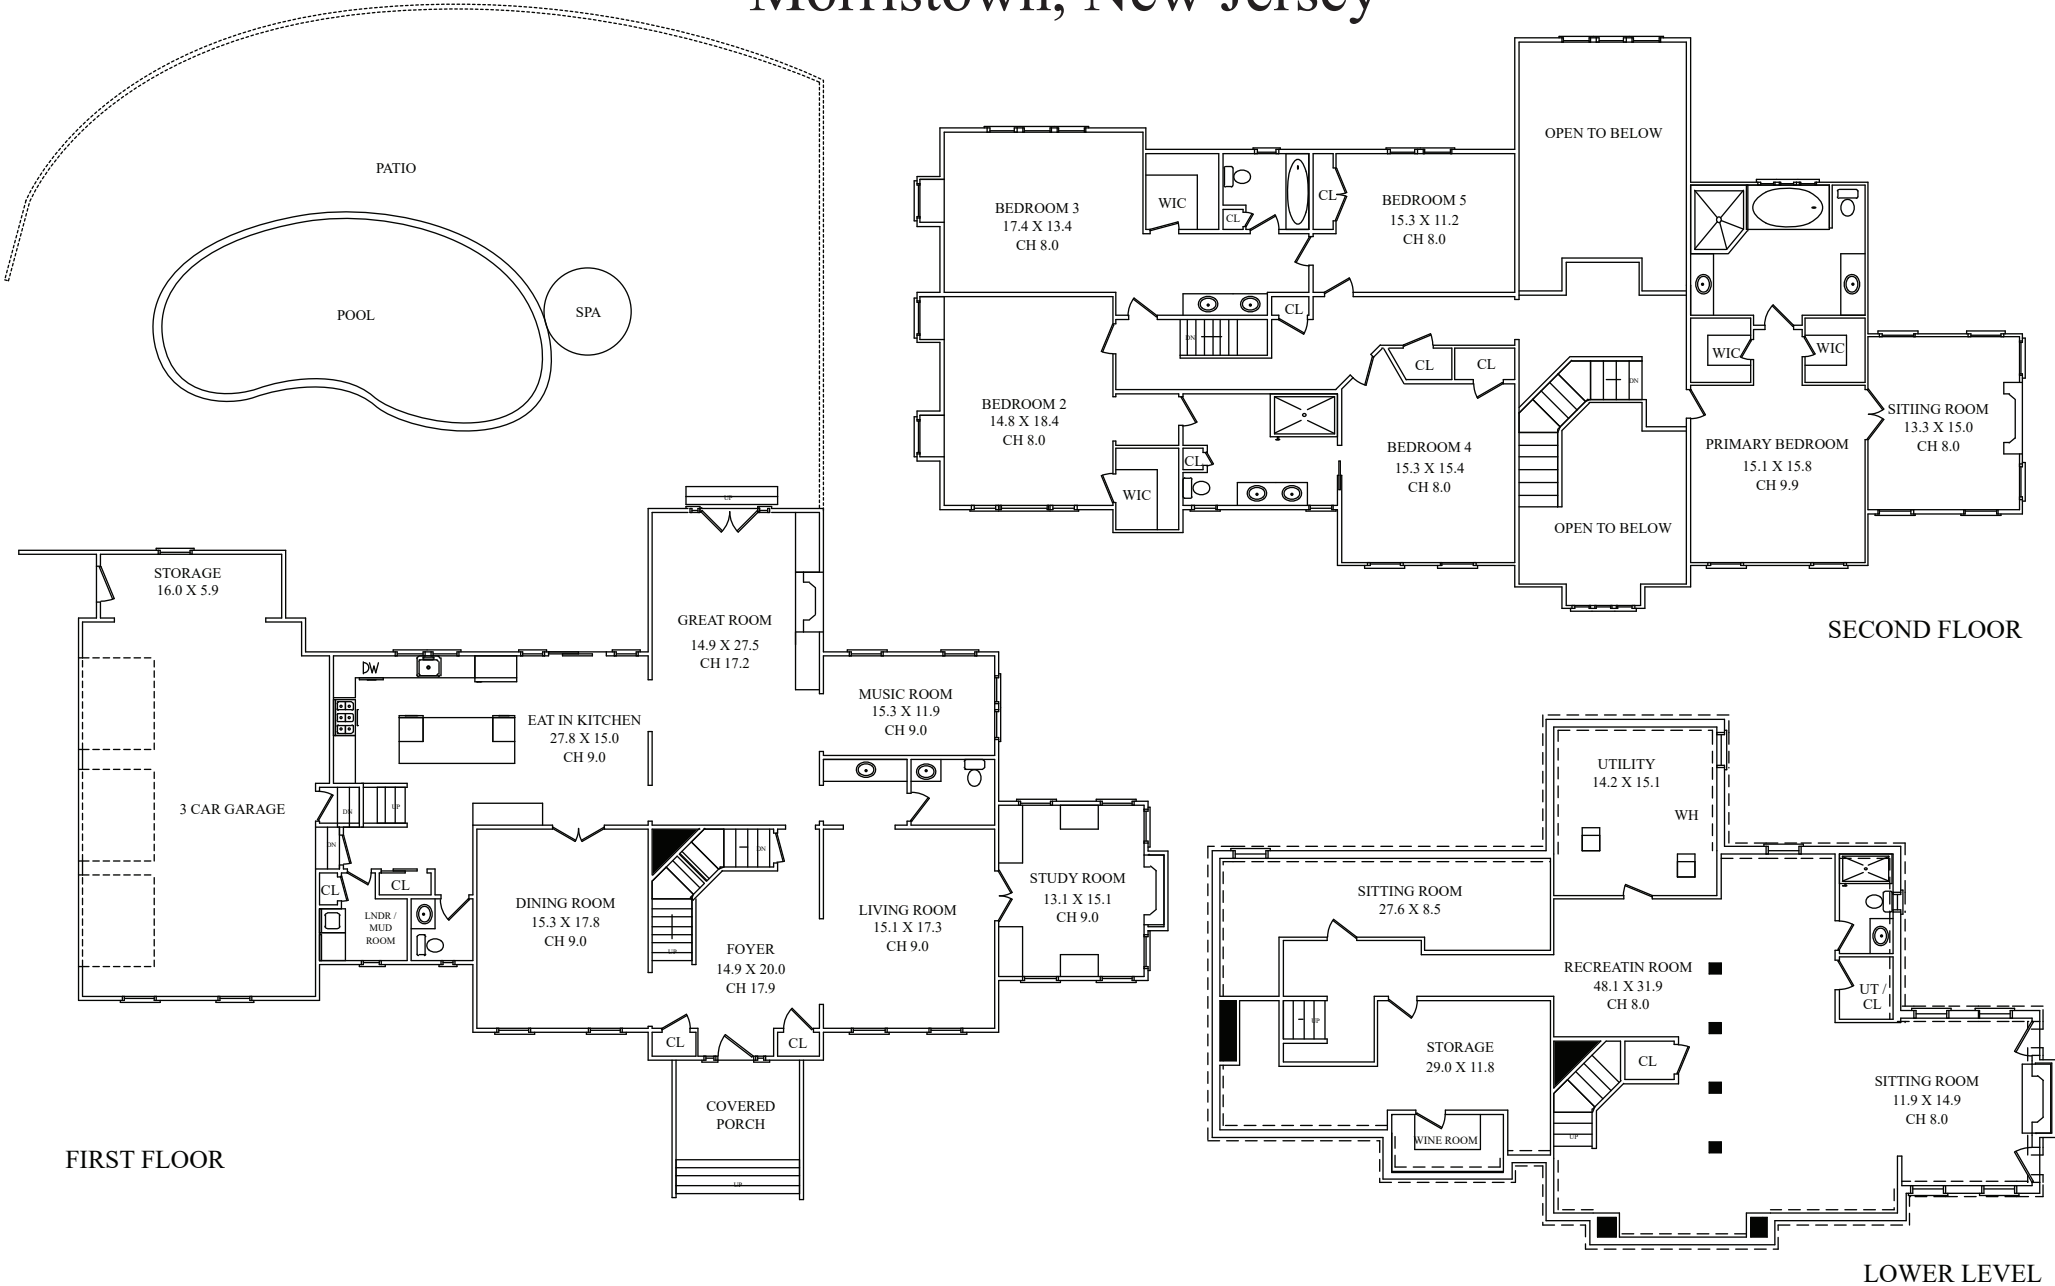 Morristown, New Jersey
PATIO
POOL
SPA
UP
STORAGE
16.0 X 5.9
GREAT ROOM
14.9 X 27.5
CH 17.2
DW
EAT IN KITCHEN
27.8 X 15.0
CH 9.0
MUSIC ROOM
15.3 X 11.9
CH 9.0
3 CAR GARAGE
DN
UP
DN
CL
CL
LNDR /
MUD
ROOM
DINING ROOM
15.3 X 17.8
CH 9.0
DN
UP
FOYER
14.9 X 20.0
CH 17.9
LIVING ROOM
15.1 X 17.3
CH 9.0
STUDY ROOM
13.1 X 15.1
CH 9.0
CL
CL
COVERED
PORCH
UP
FIRST FLOOR
OPEN TO BELOW
BEDROOM 3
17.4 X 13.4
CH 8.0
WIC
CL
CL
BEDROOM 5
15.3 X 11.2
CH 8.0
CL
DN
BEDROOM 2
14.8 X 18.4
CH 8.0
WIC
CL
CL
CL
BEDROOM 4
15.3 X 15.4
CH 8.0
DN
OPEN TO BELOW
WIC
WIC
PRIMARY BEDROOM
15.1 X 15.8
CH 9.9
SITIING ROOM
13.3 X 15.0
CH 8.0
SECOND FLOOR
UTILITY
14.2 X 15.1
WH
SITTING ROOM
27.6 X 8.5
RECREATIN ROOM
48.1 X 31.9
CH 8.0
UT /
CL
UP
STORAGE
29.0 X 11.8
CL
UP
WINE ROOM
SITTING ROOM
11.9 X 14.9
CH 8.0
LOWER LEVEL